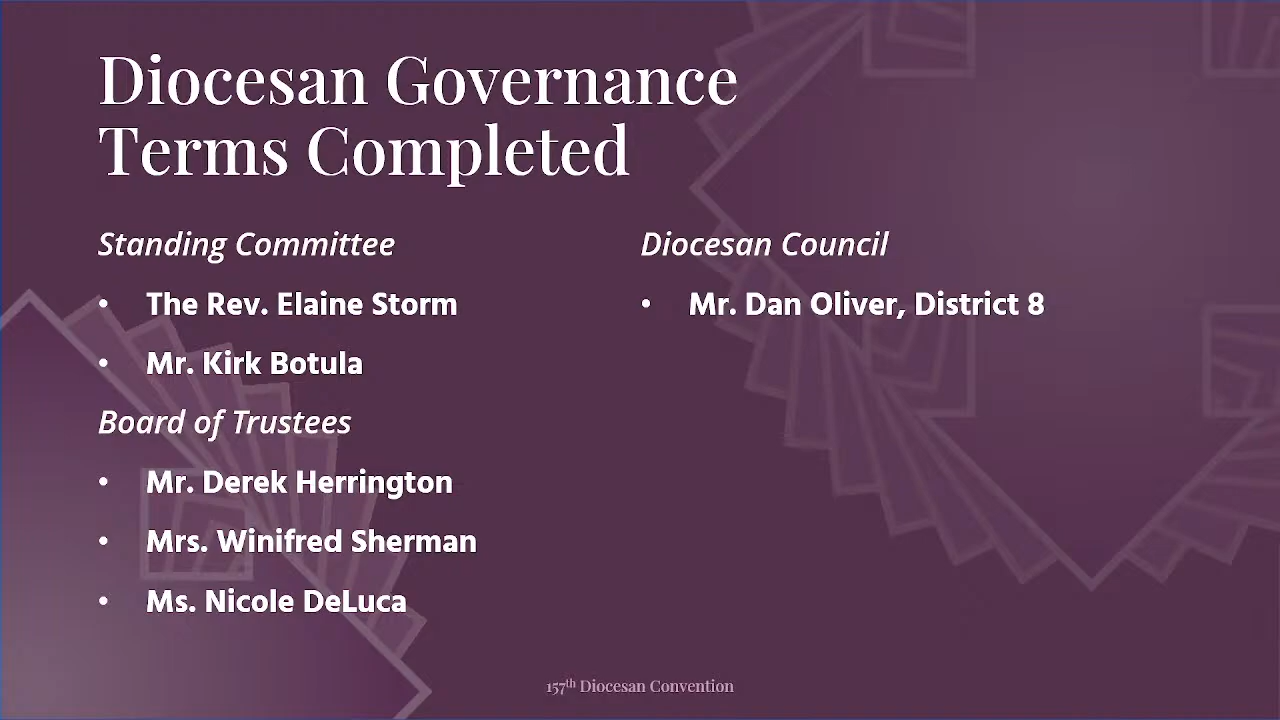 Diocesan Governance
Terms Completed
Standing Committee
• The Rev. Elaine Storm
• Mr. Kirk Botula
Board of Trustees
• Mr. Derek Herrington
• Mrs. Winifred Sherman
• Ms. Nicole DeLuca
Diocesan Council
• Mr. Dan Oliver, District 8
157th Diocesan Convention